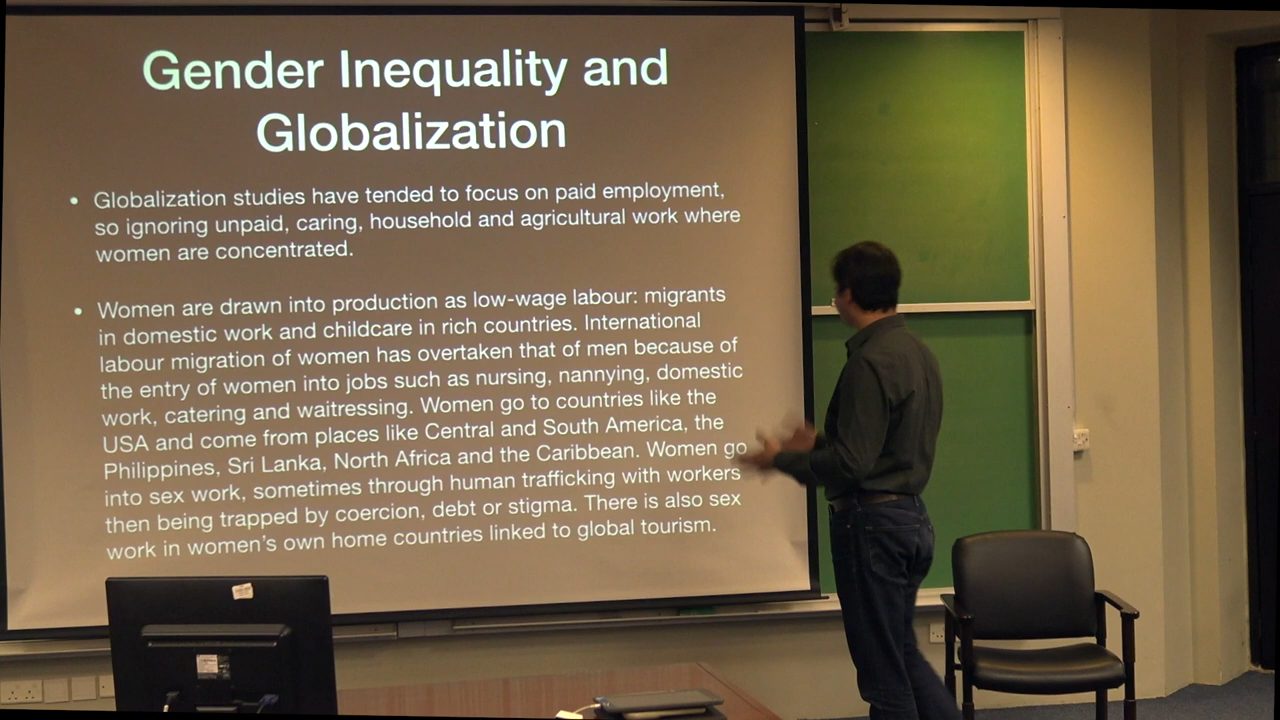 Gender Inequality and
Globalization
• Globalization studies have tended to focus on paid employment,
so ignoring unpaid, caring, household and agricultural work where
women are concentrated.
• Women are drawn into production as low-wage labour: migrants
in domestic work and childcare in rich countries. International
labour migration of women has overtaken that of men because of
the entry of women into jobs such as nursing, nannying, domestic
work, catering and waitressing. Women go to countries like the
USA and come from places like Central and South America, the
Philippines, Sri Lanka, North Africa and the Caribbean. Women go
into sex work, sometimes through human trafficking with workers
then being trapped by coercion, debt or stigma. There is also sex
work in women's own home countries linked to global tourism.